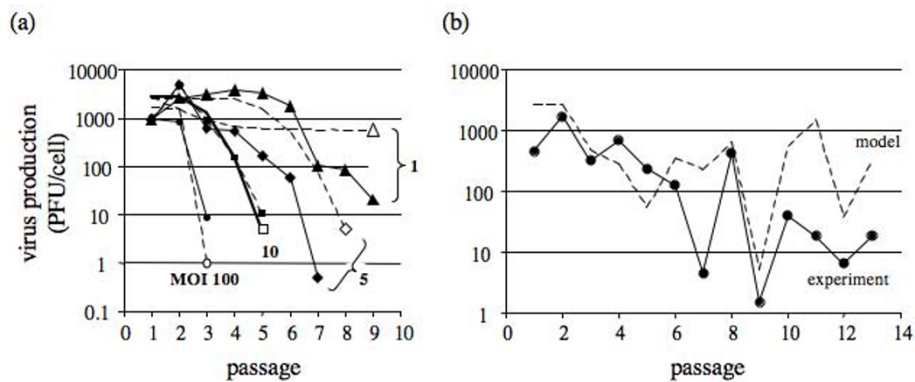 (a)
(b)
virus production
(PFU/cell)
10000
1000
100
10
1
0.1
0 1 2 3 4 5 6 7 8 9 10
passage
1
10
5
MOI 100
10000
1000
100
10
1
0 2 4 6 8 10 12 14
passage
model
experiment